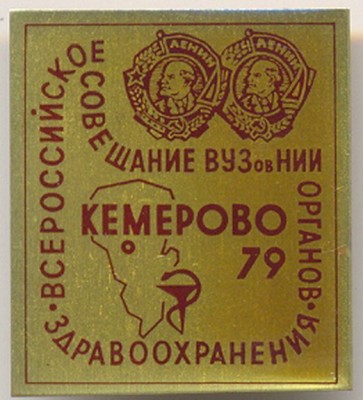 ЛЕНИН
ЛЕНИН
ВСЕРОССИЙСКОЕ
СОВЕЩАНИЕ ВУЗов НИИ
ОРГАНОВ ·
ЗДРАВООХРАНЕНИЯ ·
КЕМЕРОВО
79